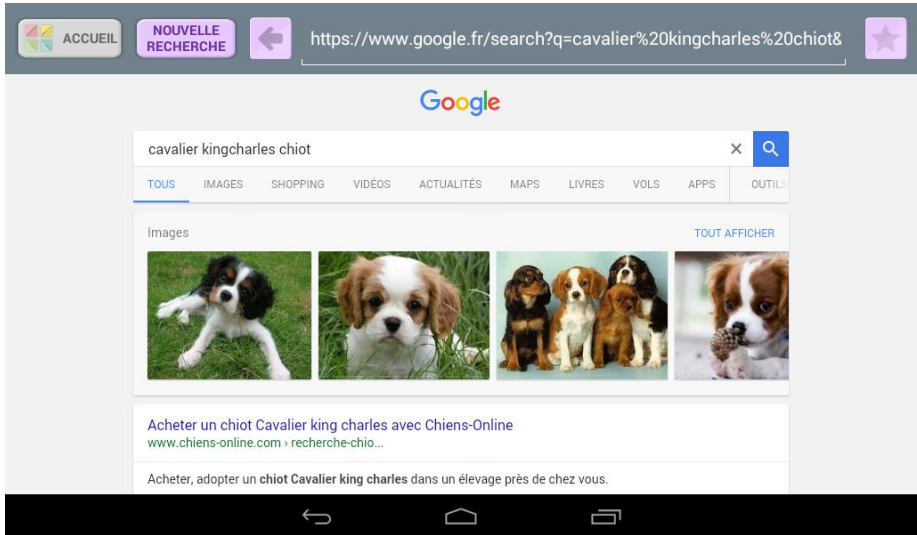 ACCUEIL
NOUVELLE
RECHERCHE
https://www.google.fr/search?q=cavalier%20kingcharles%20chiot&
Google
cavalier kingcharles chiot
TOUS IMAGES SHOPPING VIDÉOS ACTUALITÉS MAPS LIVRES VOLS APPS OUTILS
Images TOUT AFFICHER
Acheter un chiot Cavalier king charles avec Chiens-Online
www.chiens-online.com › recherche-chio...
Acheter, adopter un chiot Cavalier king charles dans un élevage près de chez vous.